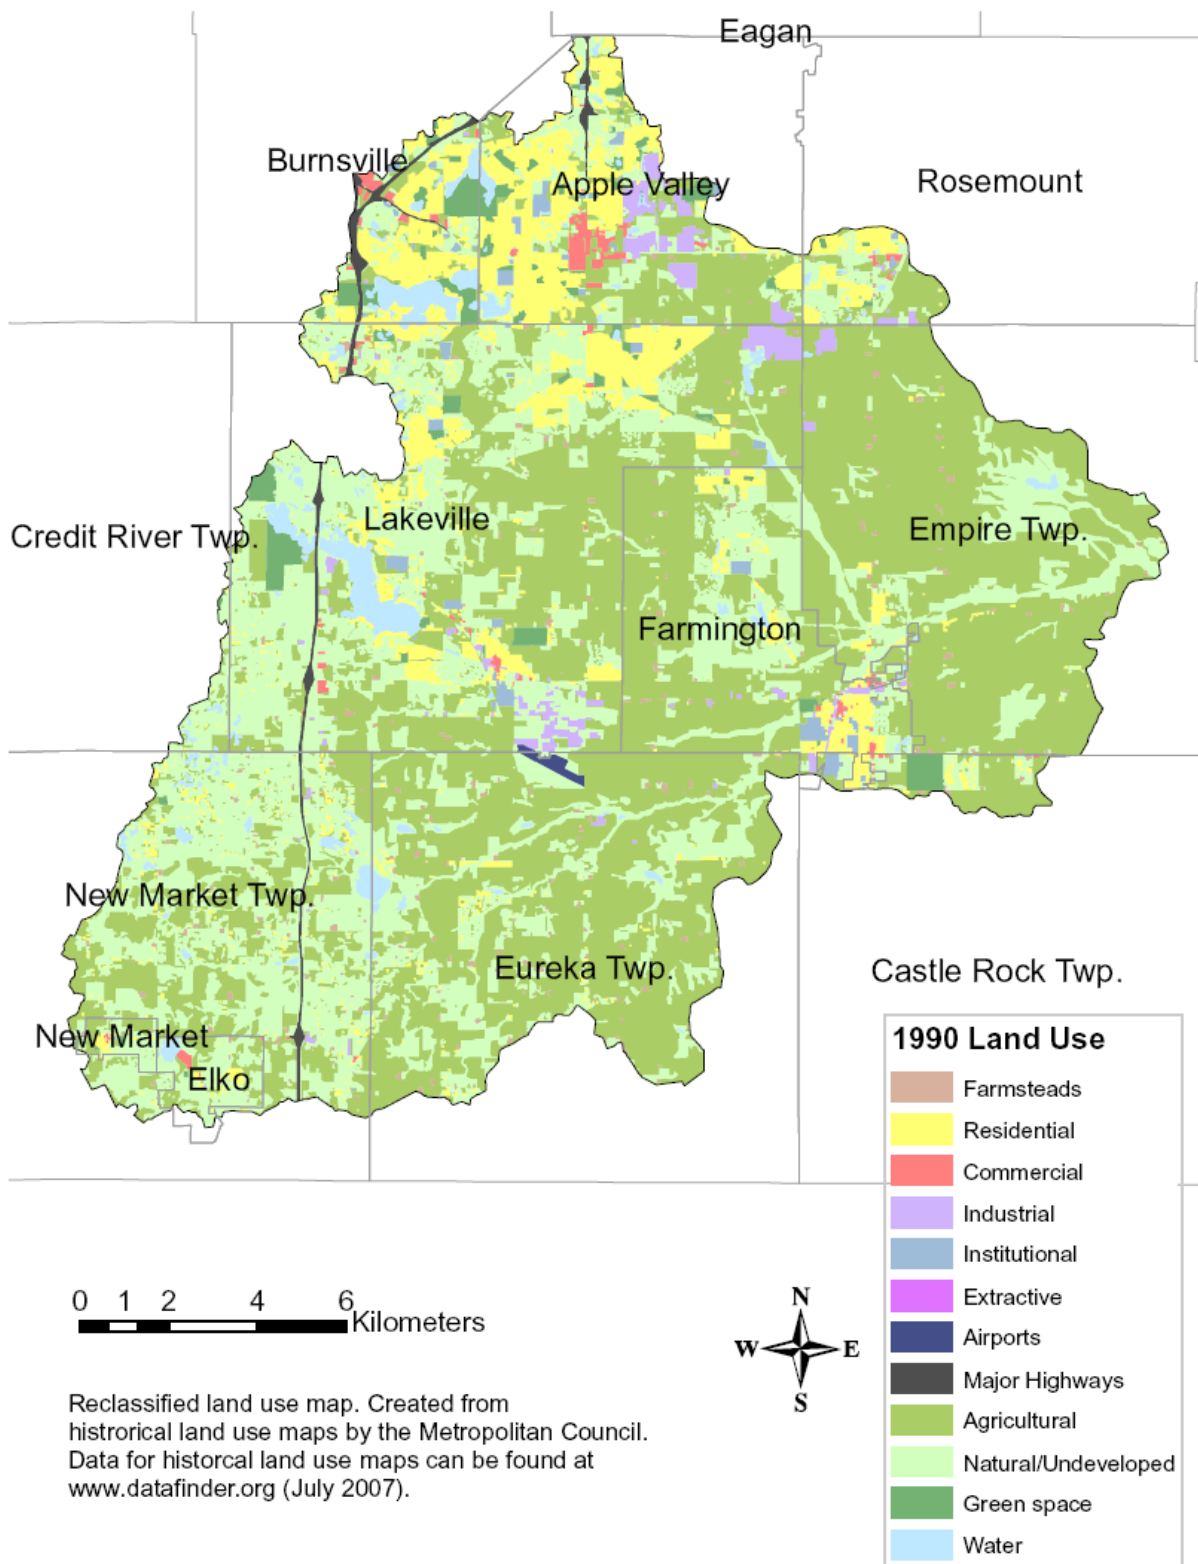 Eagan
Burnsville
Apple Valley
Rosemount
Lakeville
Credit River Twp.
Empire Twp.
Farmington
New Market Twp.
Eureka Twp.
Castle Rock Twp.
New Market
Elko
1990 Land Use
Farmsteads
Residential
Commercial
Industrial
Institutional
Extractive
Airports
Major Highways
Agricultural
Natural/Undeveloped
Green space
Water
0 1 2 4 6
Kilometers
N
W E
S
Reclassified land use map. Created from
histrorical land use maps by the Metropolitan Council.
Data for historcal land use maps can be found at
www.datafinder.org (July 2007).